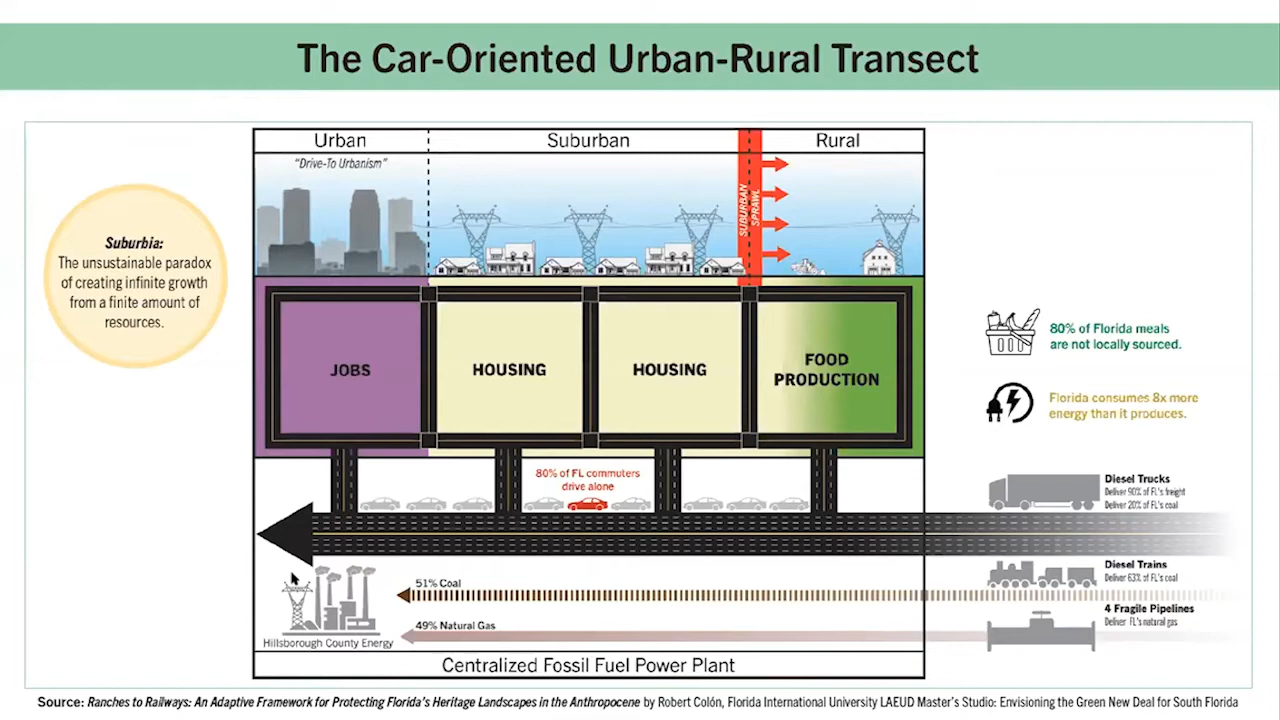 The Car-Oriented Urban-Rural Transect
Urban
Suburban
Rural
"Drive-To Urbanism"
SUBURBAN
SPRAWL
Suburbia:
The unsustainable paradox
of creating infinite growth
from a finite amount of
resources.
JOBS
HOUSING
HOUSING
FOOD
PRODUCTION
80% of Florida meals
are not locally sourced.
Florida consumes 8x more
energy than it produces.
80% of FL commuters
drive alone
Diesel Trucks
Deliver 90% of FL's freight
Deliver 20% of FL's coal
Diesel Trains
Deliver 63% of FL's coal
51% Coal
4 Fragile Pipelines
Deliver FL's natural gas
49% Natural Gas
Hillsborough County Energy
Centralized Fossil Fuel Power Plant
Source: Ranches to Railways: An Adaptive Framework for Protecting Florida's Heritage Landscapes in the Anthropocene by Robert Colón, Florida International University LAEUD Master's Studio: Envisioning the Green New Deal for South Florida